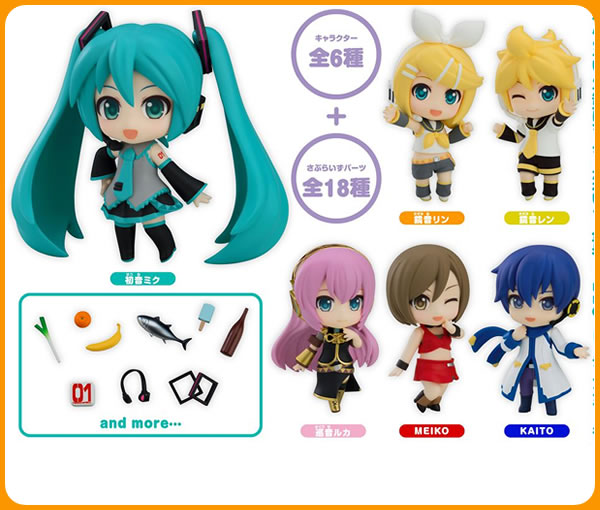 キャラクター
全6種
+
さぷらいずパーツ
全18種
初音ミク
鏡音リン
鏡音レン
巡音ルカ
MEIKO
KAITO
01
01
and more…